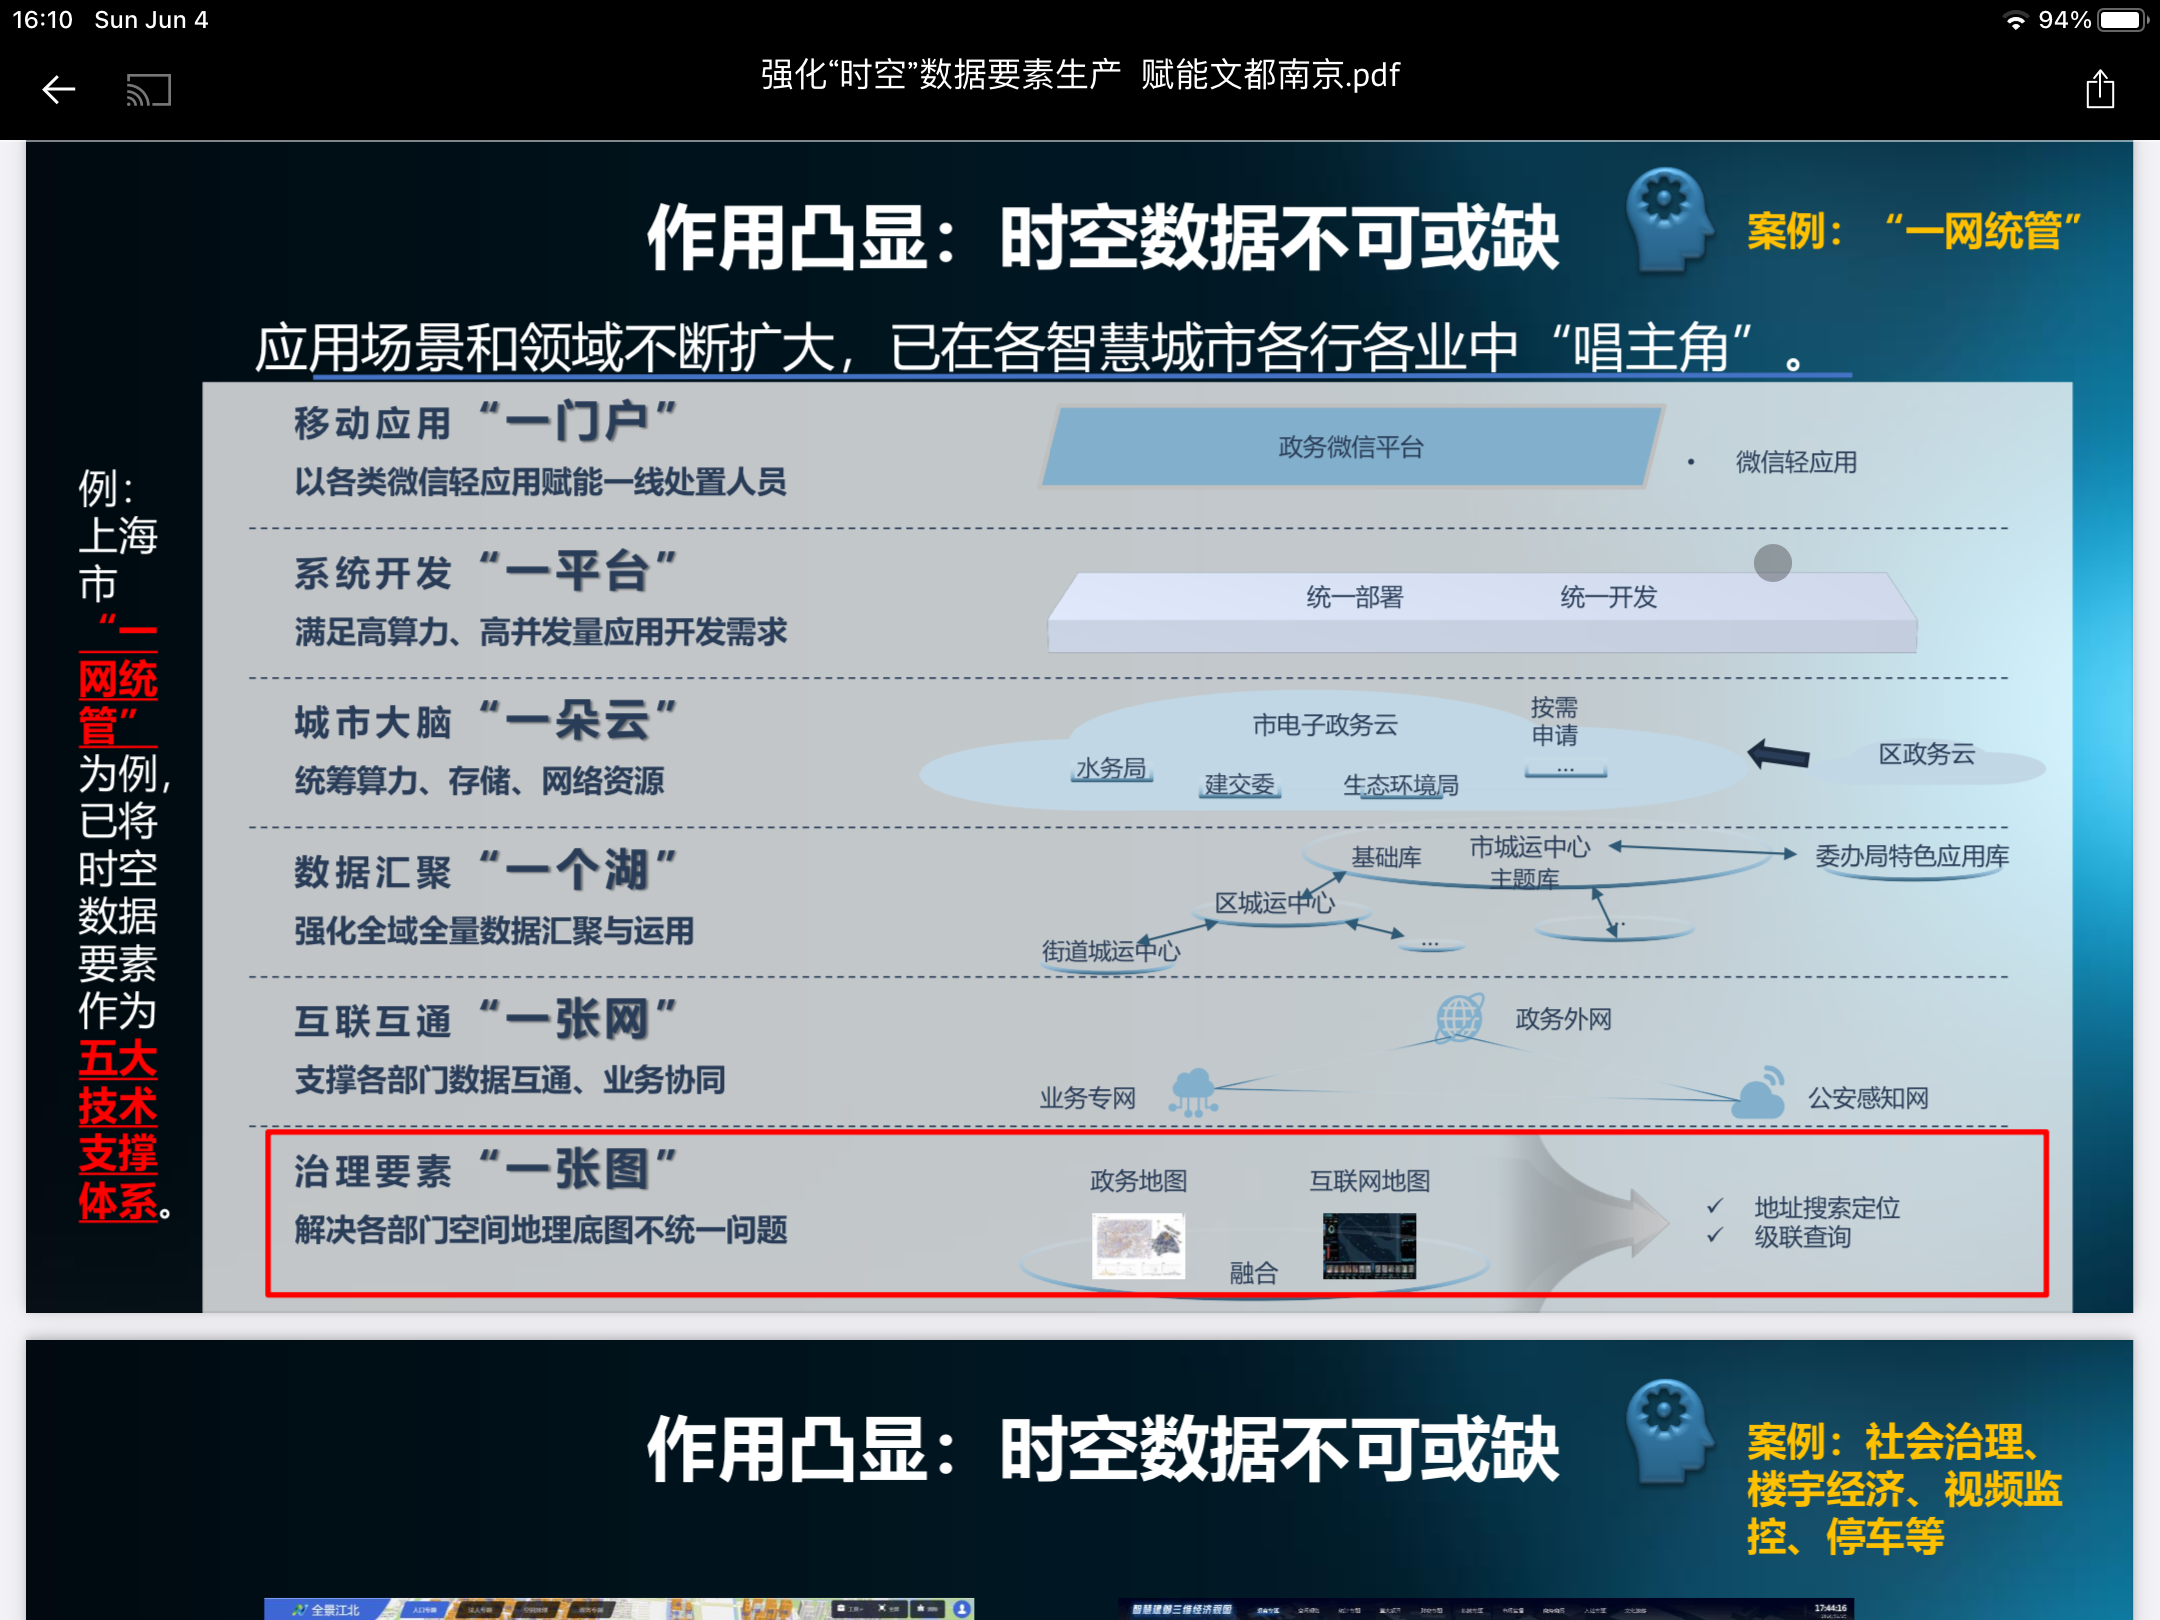 16:10 Sun Jun 4
94%
强化“时空”数据要素生产 赋能文都南京.pdf
作用凸显：时空数据不可或缺
案例：“一网统管”
应用场景和领域不断扩大，已在各智慧城市各行各业中“唱主角”。
例：
上海
市
“一
网统
管”
为例，
已将
时空
数据
要素
作为
五大
技术
支撑
体系。
移动应用“一门户”
以各类微信轻应用赋能一线处置人员
政务微信平台
• 微信轻应用
系统开发“一平台”
满足高算力、高并发量应用开发需求
统一部署 统一开发
城市大脑“一朵云”
统筹算力、存储、网络资源
市电子政务云
按需
申请
水务局
建交委
生态环境局
...
区政务云
数据汇聚“一个湖”
强化全域全量数据汇聚与运用
基础库
市城运中心
主题库
委办局特色应用库
区城运中心
街道城运中心
...
...
互联互通“一张网”
支撑各部门数据互通、业务协同
政务外网
业务专网
公安感知网
治理要素“一张图”
解决各部门空间地理底图不统一问题
政务地图
互联网地图
融合
✓ 地址搜索定位
✓ 级联查询
作用凸显：时空数据不可或缺
案例：社会治理、
楼宇经济、视频监
控、停车等
全景江北
17:44:16